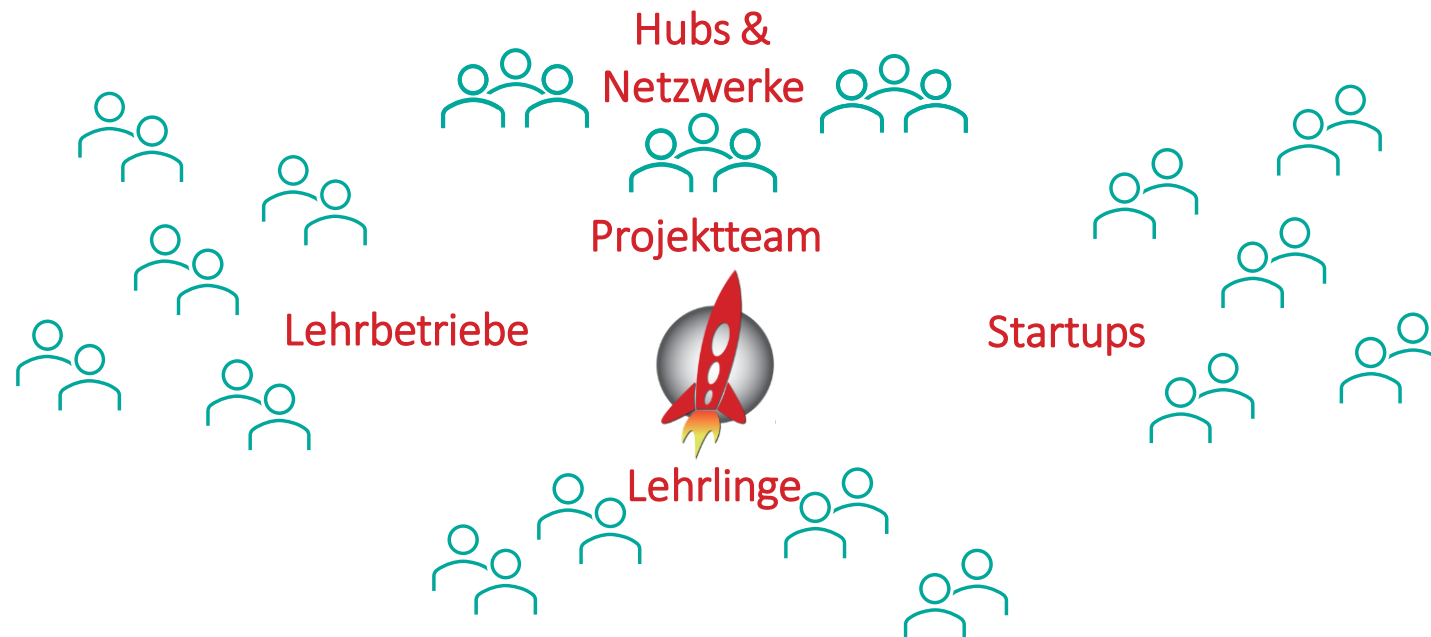 Hubs &
Netzwerke
Projektteam
Lehrbetriebe
Startups
Lehrlinge